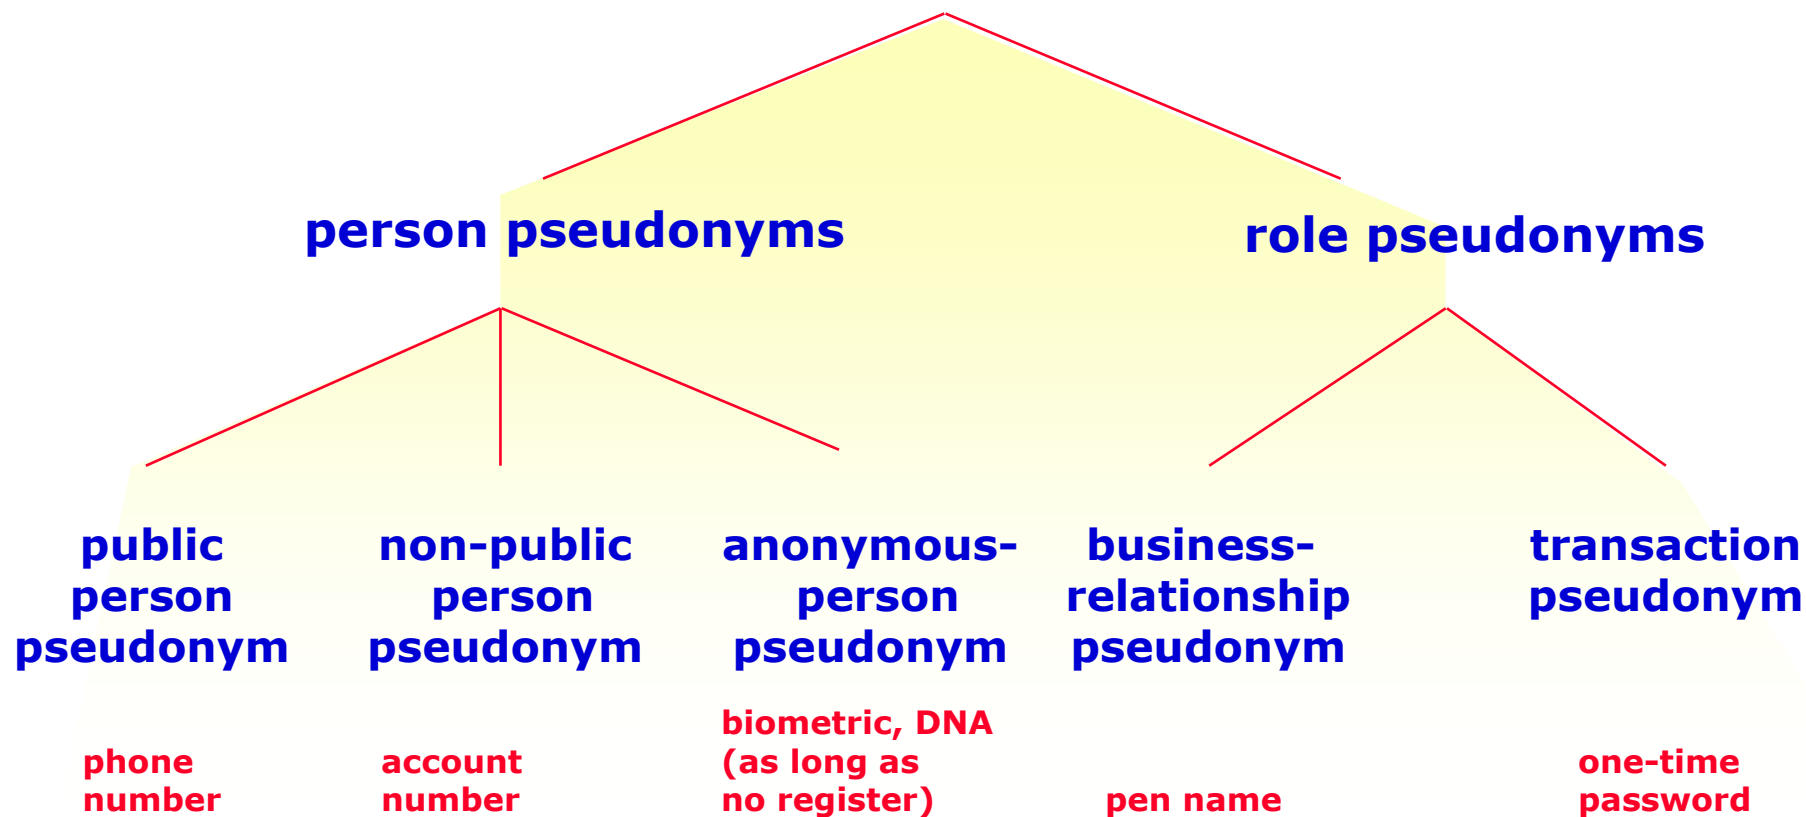 person pseudonyms
role pseudonyms
public
person
pseudonym
non-public
person
pseudonym
anonymous-
person
pseudonym
business-
relationship
pseudonym
transaction
pseudonym
phone
number
account
number
biometric, DNA
(as long as
no register)
pen name
one-time
password